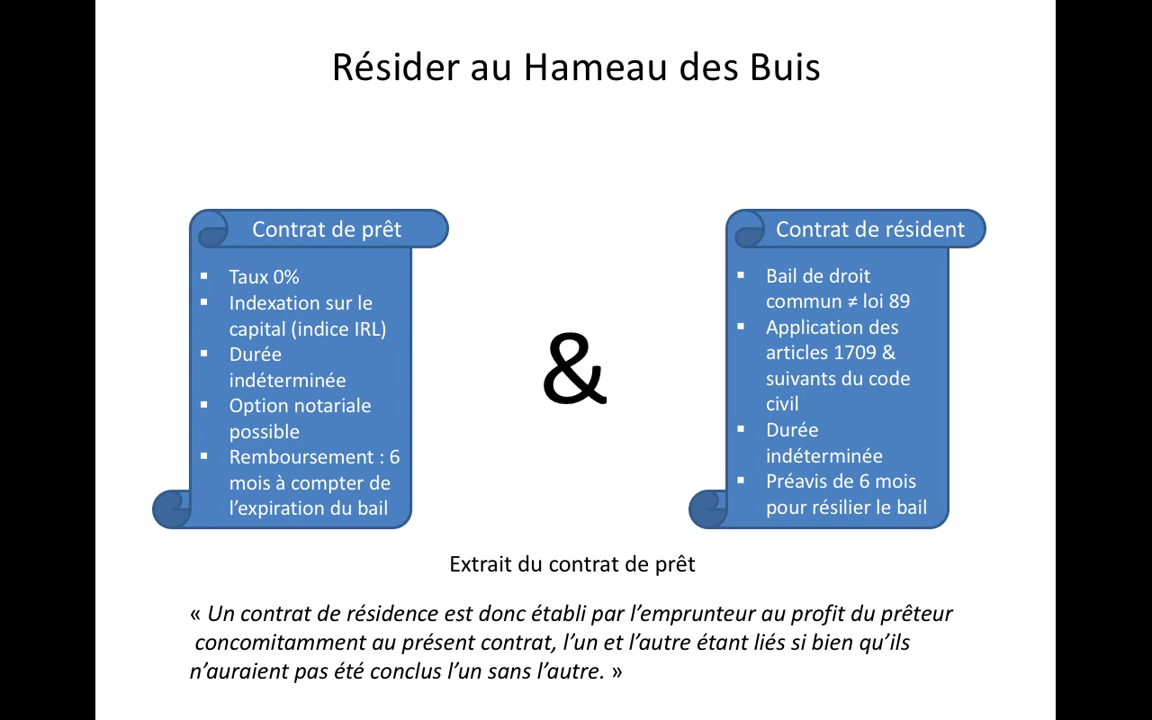 Résider au Hameau des Buis
Contrat de prêt
▪ Taux 0%
▪ Indexation sur le
capital (indice IRL)
▪ Durée
indéterminée
▪ Option notariale
possible
▪ Remboursement : 6
mois à compter de
l’expiration du bail
&
Contrat de résident
▪ Bail de droit
commun ≠ loi 89
▪ Application des
articles 1709 &
suivants du code
civil
▪ Durée
indéterminée
▪ Préavis de 6 mois
pour résilier le bail
Extrait du contrat de prêt
« Un contrat de résidence est donc établi par l’emprunteur au profit du prêteur
concomitamment au présent contrat, l’un et l’autre étant liés si bien qu’ils
n’auraient pas été conclus l’un sans l’autre. »